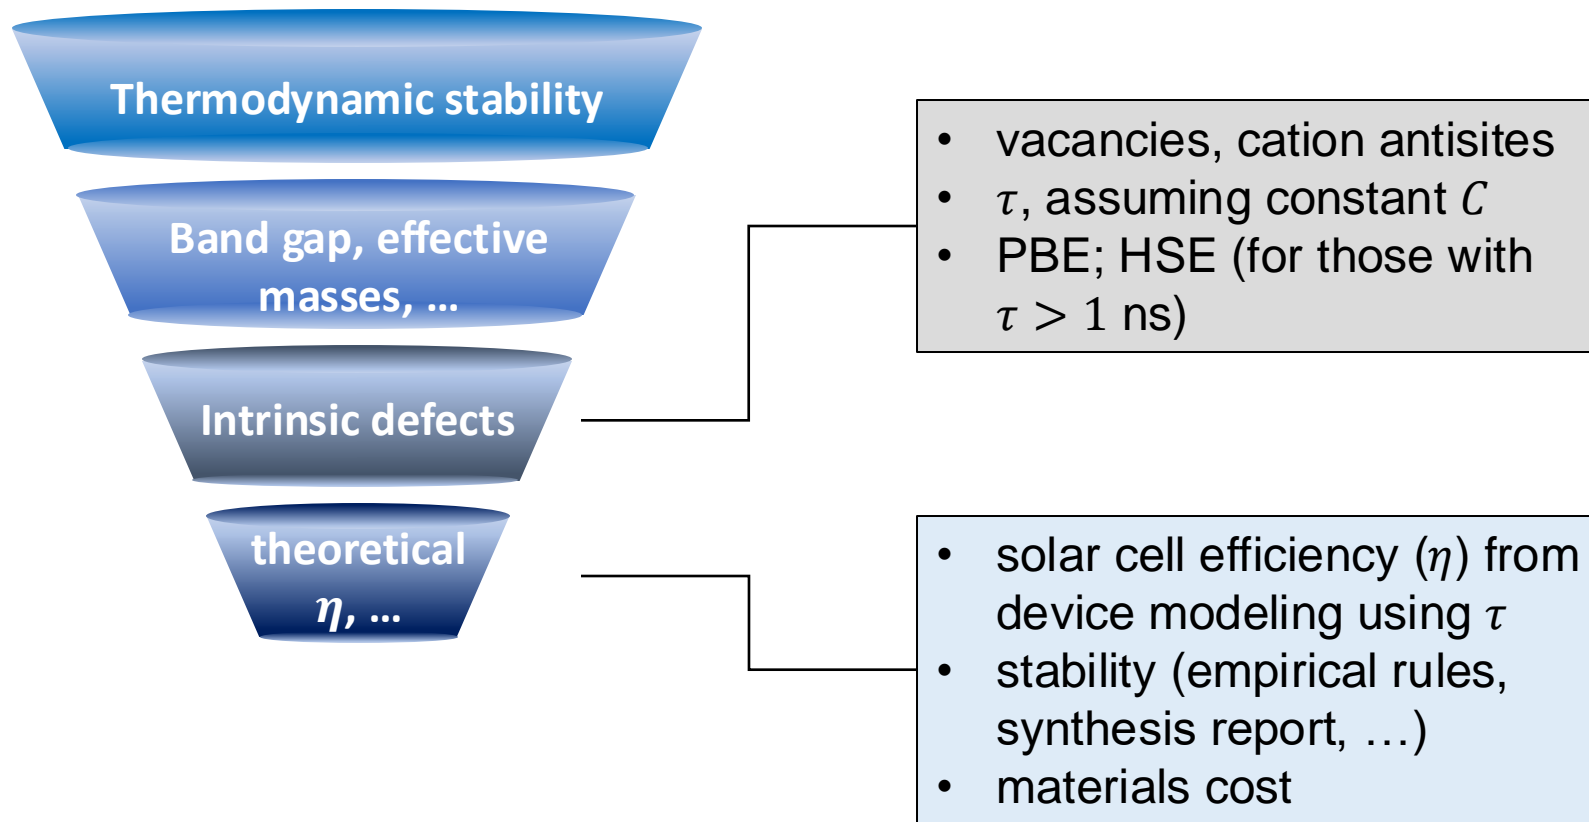 Thermodynamic stability
Band gap, effective
masses, ...
Intrinsic defects
theoretical
η, ...
• vacancies, cation antisites
• τ, assuming constant C
• PBE; HSE (for those with
τ > 1 ns)
• solar cell efficiency (η) from
device modeling using τ
• stability (empirical rules,
synthesis report, …)
• materials cost